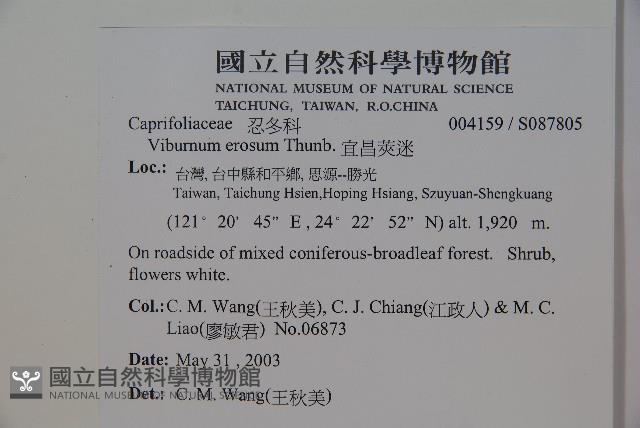 國立自然科學博物館
NATIONAL MUSEUM OF NATURAL SCIENCE
TAICHUNG, TAIWAN, R.O.CHINA
Caprifoliaceae 忍冬科 004159 / S087805
Viburnum erosum Thunb. 宜昌莢迷
Loc.: 台灣, 台中縣和平鄉, 思源--勝光
Taiwan, Taichung Hsien,Hoping Hsiang, Szuyuan-Shengkuang
(121° 20' 45" E , 24° 22' 52" N) alt. 1,920 m.
On roadside of mixed coniferous-broadleaf forest. Shrub,
flowers white.
Col.: C. M. Wang(王秋美), C. J. Chiang(江政人) & M. C.
Liao(廖敏君) No.06873
Date: May 31 , 2003
國立自然科學博物館
NATIONAL MUSEUM OF NATURAL SCIENCE
Det.: C. M. Wang(王秋美)